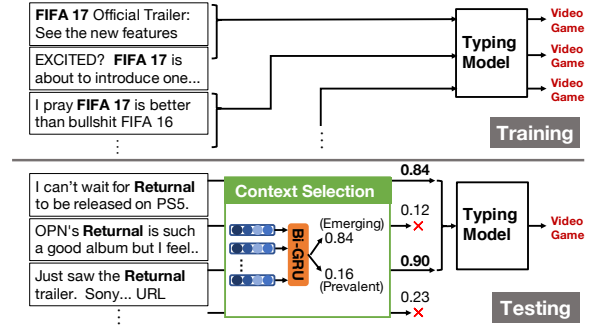 FIFA 17 Official Trailer:
See the new features
EXCITED? FIFA 17 is
about to introduce one...
I pray FIFA 17 is better
than bullshit FIFA 16
Typing
Model
Video
Game
Video
Game
Video
Game
Training
I can't wait for Returnal
to be released on PS5.
OPN's Returnal is such
a good album but I feel..
Just saw the Returnal
trailer. Sony... URL
Context Selection
Bi-GRU
(Emerging)
0.84
0.16
(Prevalent)
0.84
0.12
0.90
0.23
Typing
Model
Video
Game
Testing